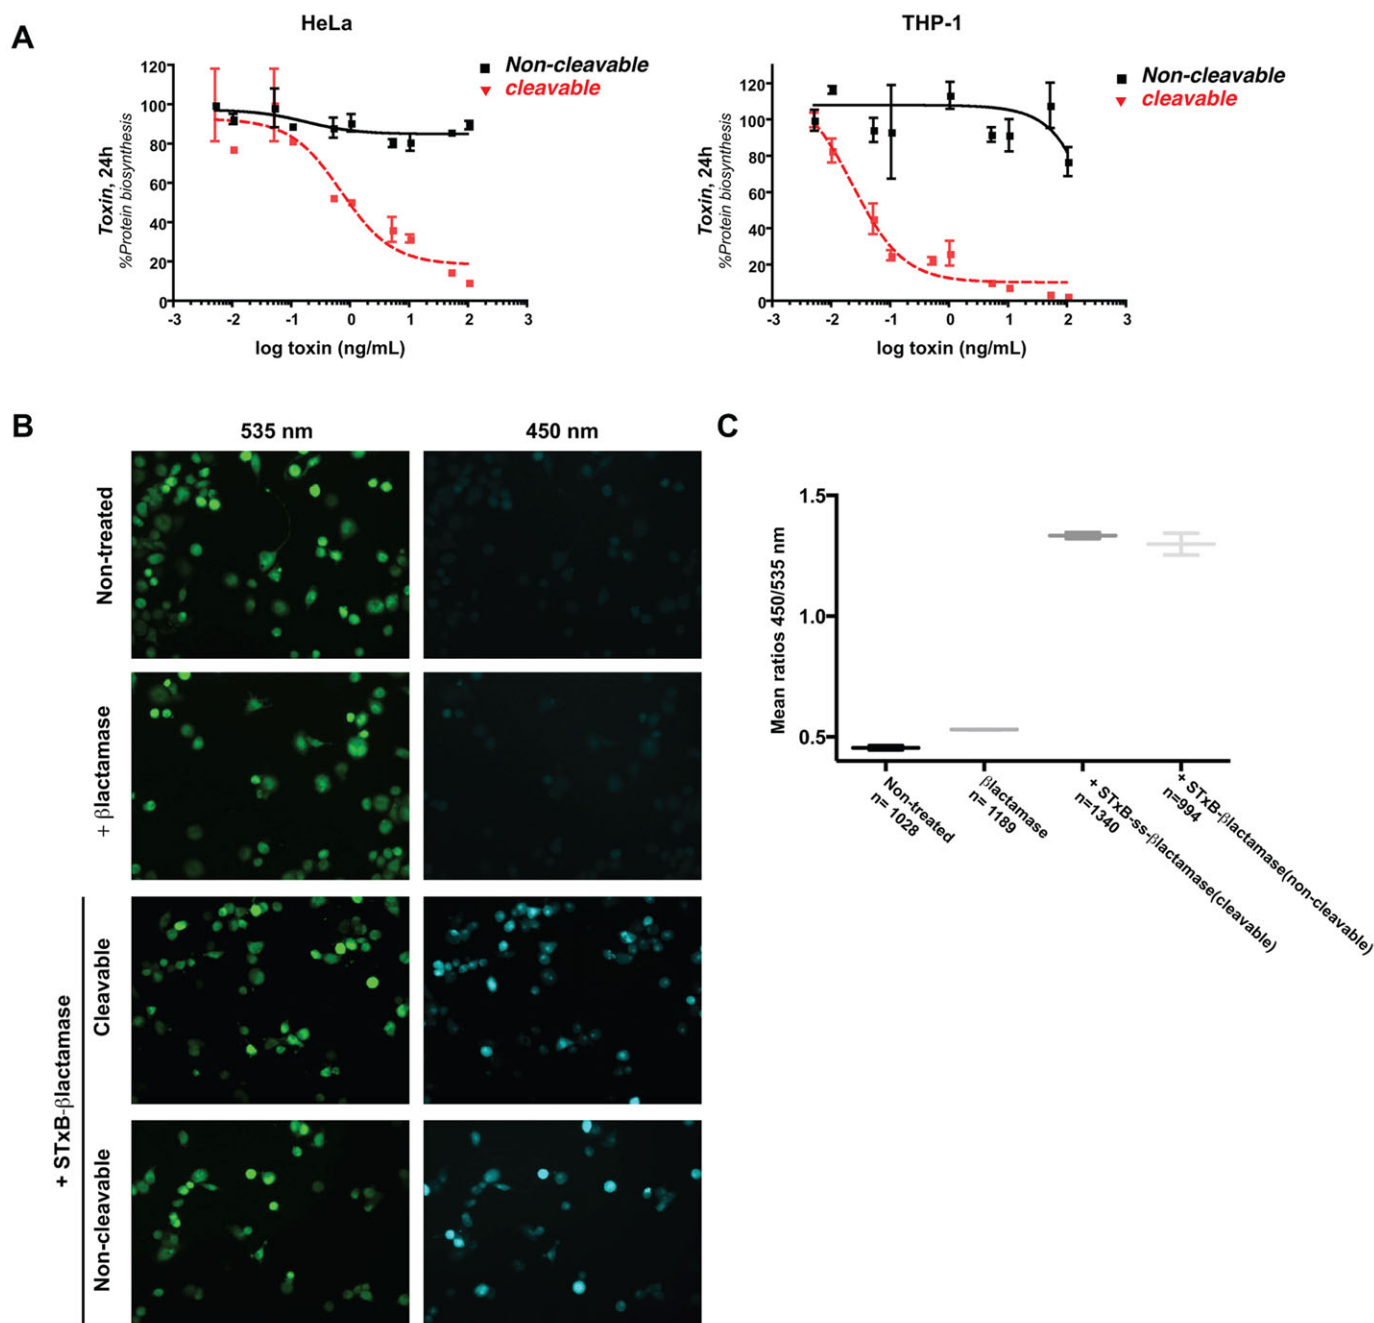 A
HeLa
Non-cleavable
cleavable
Toxin, 24h
%Protein biosynthesis
120
100
80
60
40
20
0
-3 -2 -1 0 1 2 3
log toxin (ng/mL)
THP-1
Non-cleavable
cleavable
Toxin, 24h
%Protein biosynthesis
120
100
80
60
40
20
0
-3 -2 -1 0 1 2 3
log toxin (ng/mL)
B
535 nm 450 nm
Non-treated
+ βlactamase
+ STxB-βlactamase
Cleavable
Non-cleavable
C
Mean ratios 450/535 nm
1.5
1.0
0.5
Non-treated
n= 1028
βlactamase
n= 1189
+ STxB-ss-βlactamase(cleavable)
n=1340
+ STxB-βlactamase(non-cleavable)
n=994